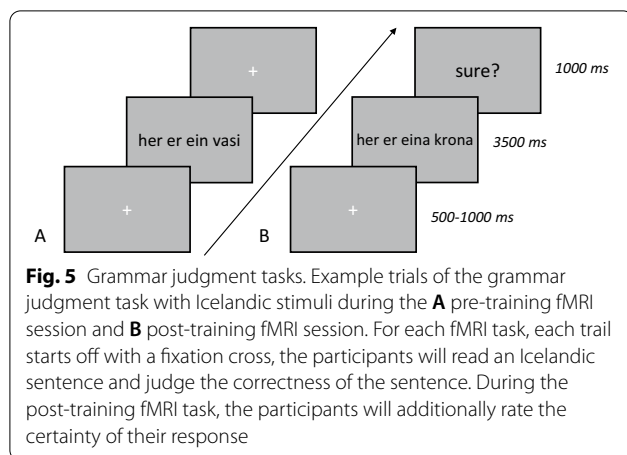 +
sure?
1000 ms
+
her er ein vasi
her er eina krona
3500 ms
+
500-1000 ms
A
B
Fig. 5 Grammar judgment tasks. Example trials of the grammar
judgment task with Icelandic stimuli during the A pre-training fMRI
session and B post-training fMRI session. For each fMRI task, each trail
starts off with a fixation cross, the participants will read an Icelandic
sentence and judge the correctness of the sentence. During the
post-training fMRI task, the participants will additionally rate the
certainty of their response